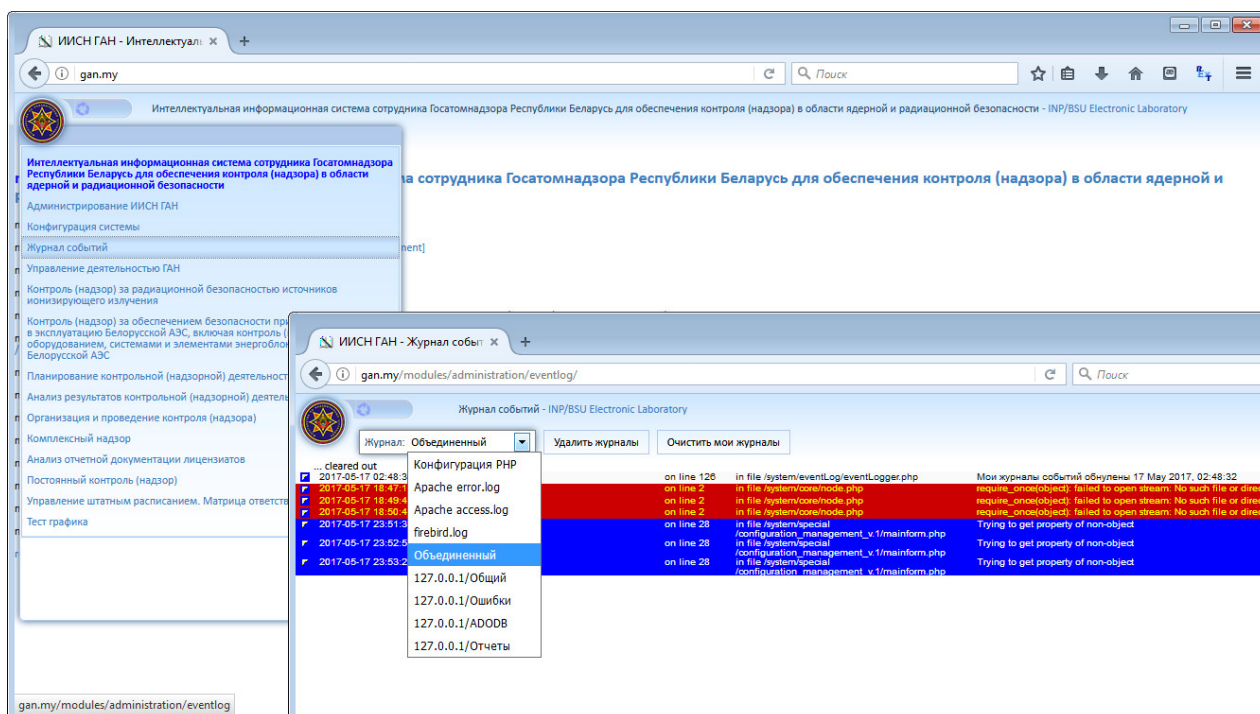 ИИСН ГАН - Интеллектуаль
gan.my
Поиск
Интеллектуальная информационная система сотрудника Госатомнадзора Республики Беларусь для обеспечения контроля (надзора) в области ядерной и радиационной безопасности - INP/BSU Electronic Laboratory
Интеллектуальная информационная система сотрудника Госатомнадзора
Республики Беларусь для обеспечения контроля (надзора) в области
ядерной и радиационной безопасности
сотрудника Госатомнадзора Республики Беларусь для обеспечения контроля (надзора) в области ядерной и
Администрирование ИИСН ГАН
Конфигурация системы
Журнал событий
Управление деятельностью ГАН
Контроль (надзор) за радиационной безопасностью источников
ионизирующего излучения
Контроль (надзор) за обеспечением безопасности при
в эксплуатацию Белорусской АЭС, включая контроль (
оборудованием, системами и элементами энергоблок
Белорусской АЭС
Планирование контрольной (надзорной) деятельност
Анализ результатов контрольной (надзорной) деятель
Организация и проведение контроля (надзора)
Комплексный надзор
Анализ отчетной документации лицензиатов
Постоянный контроль (надзор)
Управление штатным расписанием. Матрица ответств
Тест графика
gan.my/modules/administration/eventlog
ИИСН ГАН - Журнал событ
gan.my/modules/administration/eventlog/
Поиск
Журнал событий - INP/BSU Electronic Laboratory
Журнал: Объединенный
Удалить журналы
Очистить мои журналы
Конфигурация PHP
Apache error.log
Apache access.log
firebird.log
Объединенный
127.0.0.1/Общий
127.0.0.1/Ошибки
127.0.0.1/ADODB
127.0.0.1/Отчеты
... cleared out
2017-05-17 02:48:3 on line 126 in file /system/eventLog/eventLogger.php Мои журналы событий обнулены 17 May 2017, 02:48:32
2017-05-17 18:47:1 on line 2 in file /system/core/node.php require_once(object): failed to open stream: No such file or direc
2017-05-17 18:49:4 on line 2 in file /system/core/node.php require_once(object): failed to open stream: No such file or direc
2017-05-17 18:50:4 on line 2 in file /system/core/node.php require_once(object): failed to open stream: No such file or direc
2017-05-17 23:51:3 on line 28 in file /system/special Trying to get property of non-object
/configuration_management_v.1/mainform.php
2017-05-17 23:52:5 on line 28 in file /system/special Trying to get property of non-object
/configuration_management_v.1/mainform.php
2017-05-17 23:53:2 on line 28 in file /system/special Trying to get property of non-object
/configuration_management_v.1/mainform.php